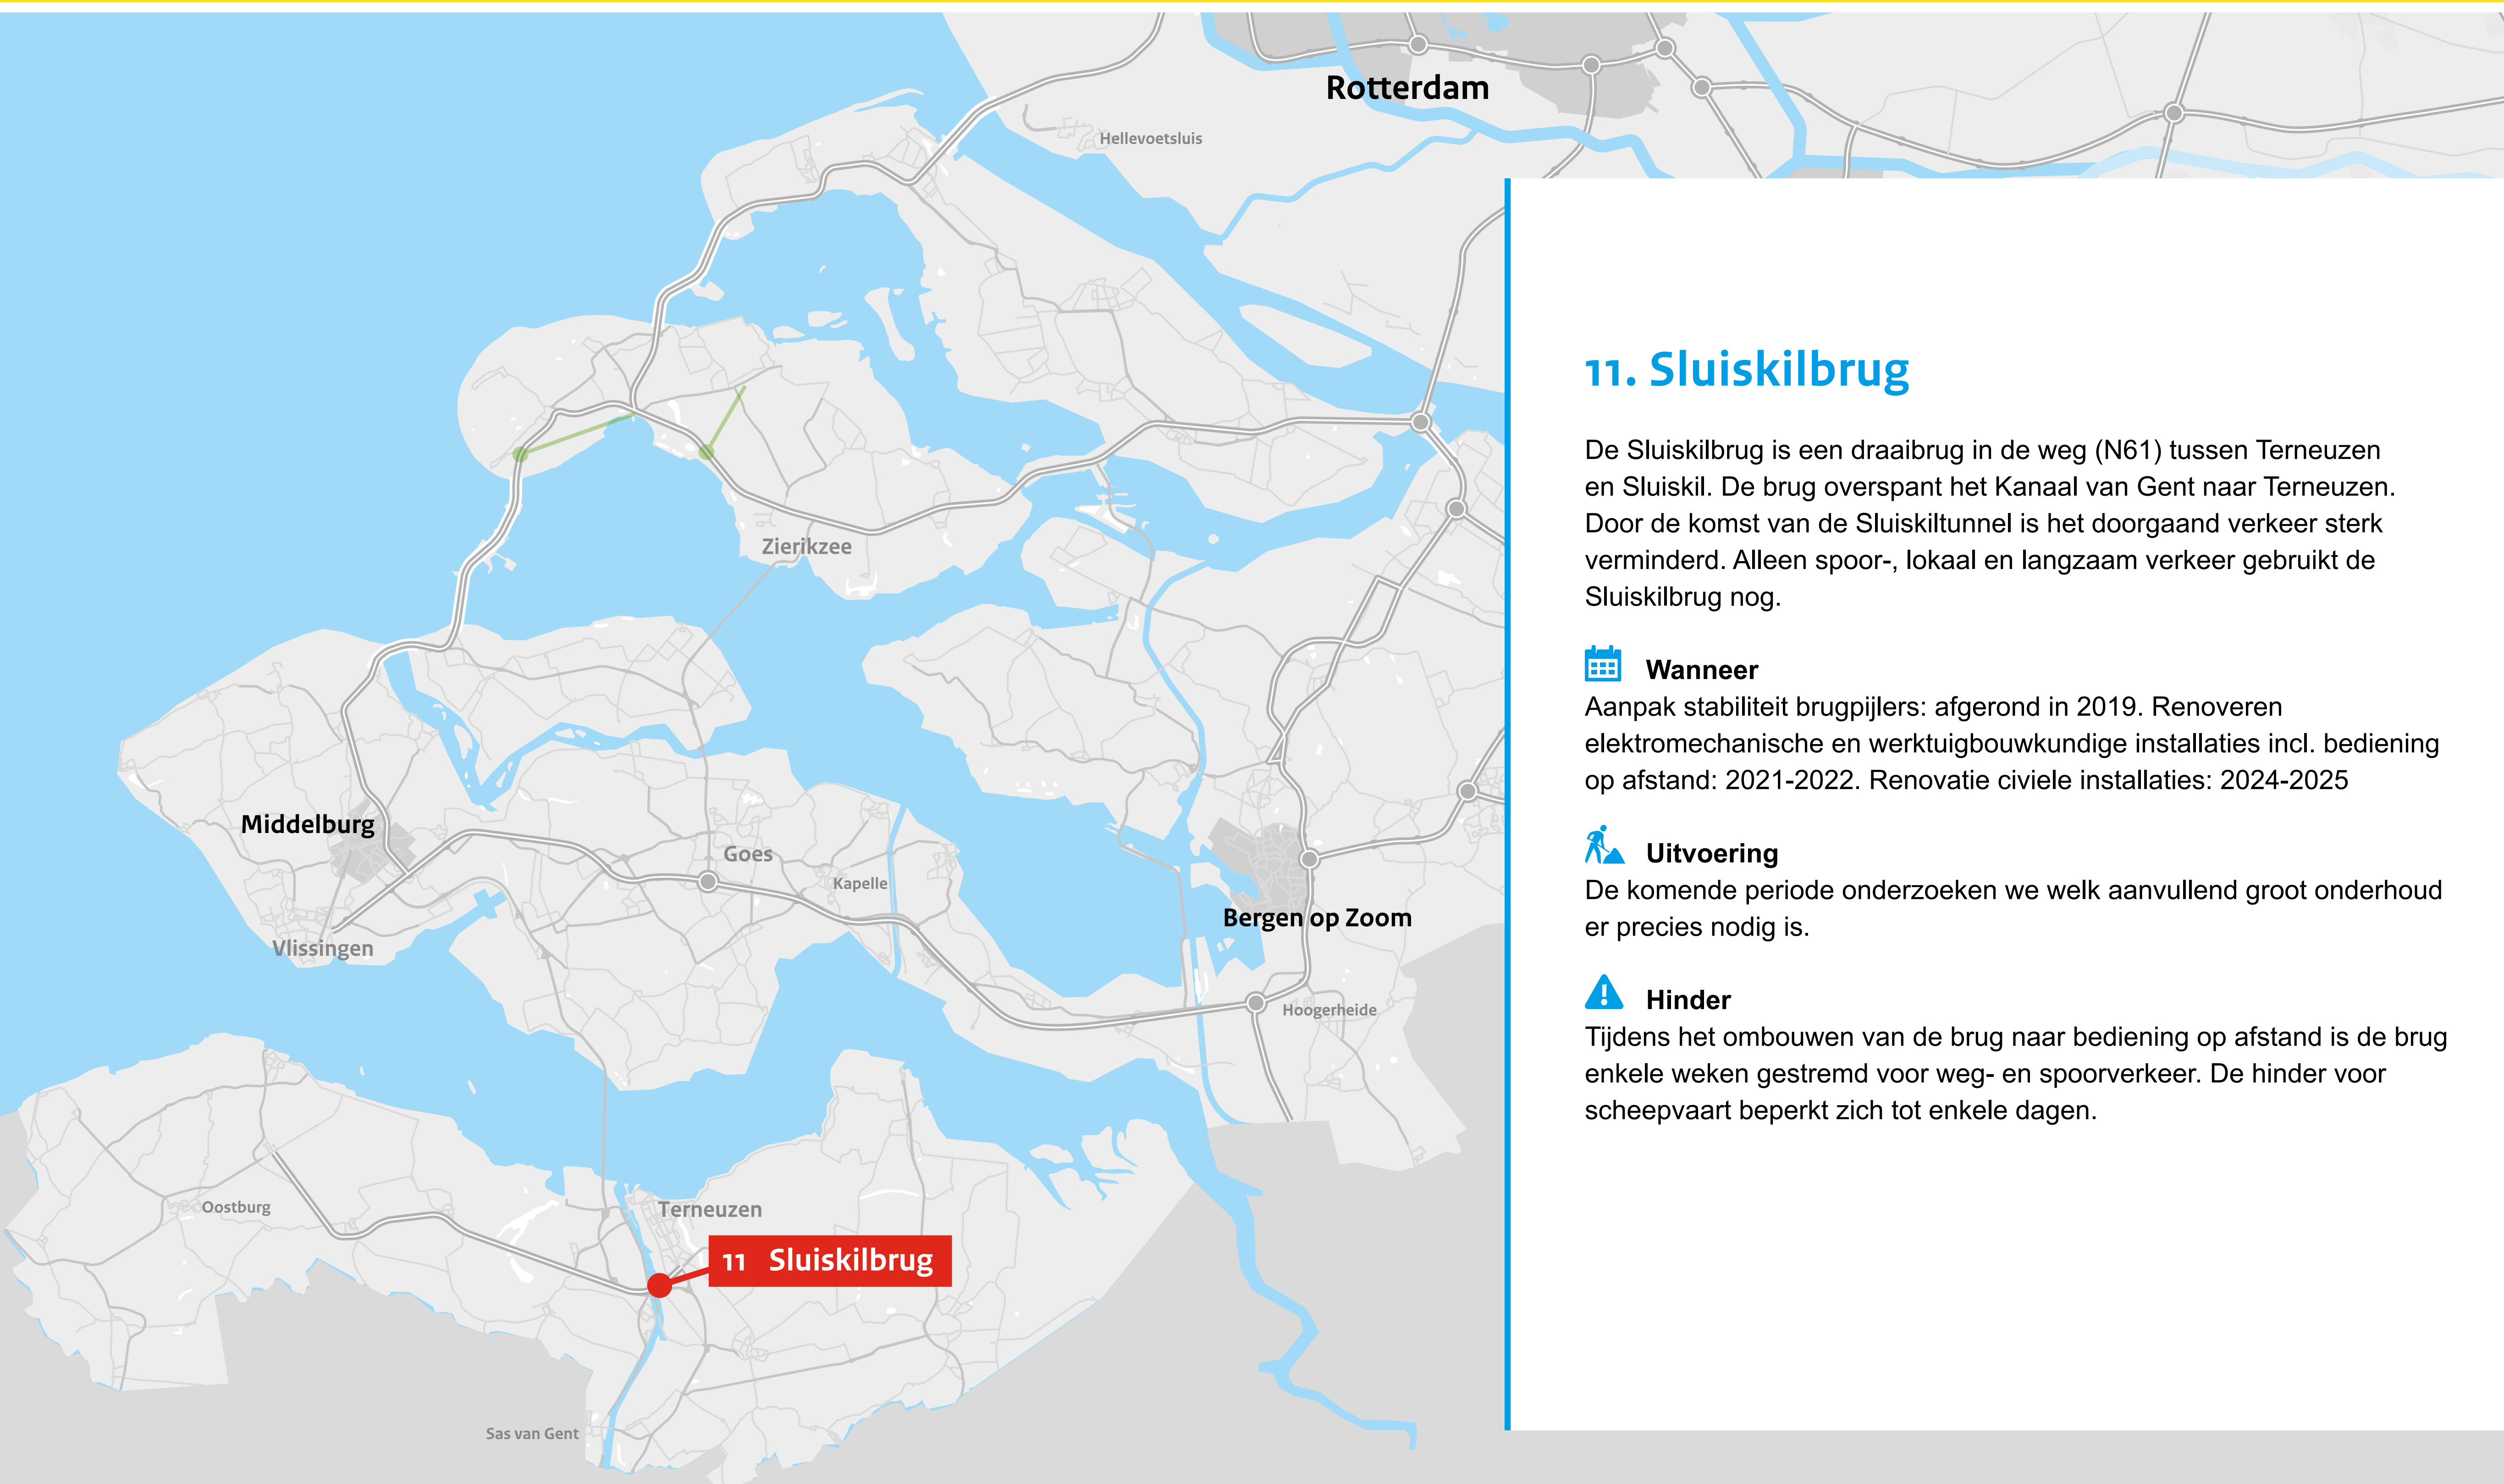 Rotterdam
Hellevoetsluis
Zierikzee
Middelburg
Goes
Kapelle
Vlissingen
Bergen op Zoom
Hoogerheide
Oostburg
Terneuzen
11 Sluiskilbrug
Sas van Gent
11. Sluiskilbrug
De Sluiskilbrug is een draaibrug in de weg (N61) tussen Terneuzen
en Sluiskil. De brug overspant het Kanaal van Gent naar Terneuzen.
Door de komst van de Sluiskiltunnel is het doorgaand verkeer sterk
verminderd. Alleen spoor-, lokaal en langzaam verkeer gebruikt de
Sluiskilbrug nog.
Wanneer
Aanpak stabiliteit brugpijlers: afgerond in 2019. Renoveren
elektromechanische en werktuigbouwkundige installaties incl. bediening
op afstand: 2021-2022. Renovatie civiele installaties: 2024-2025
Uitvoering
De komende periode onderzoeken we welk aanvullend groot onderhoud
er precies nodig is.
Hinder
Tijdens het ombouwen van de brug naar bediening op afstand is de brug
enkele weken gestremd voor weg- en spoorverkeer. De hinder voor
scheepvaart beperkt zich tot enkele dagen.